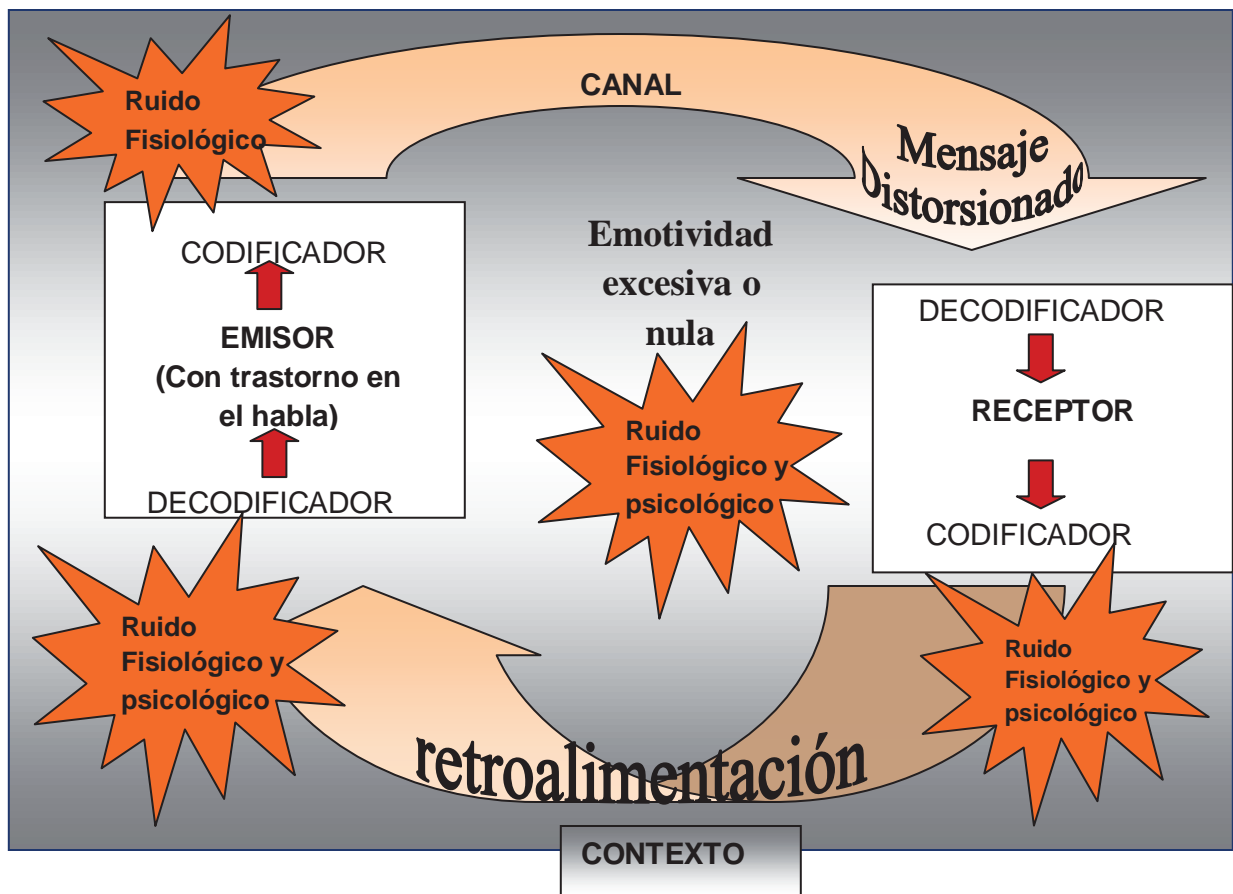 Ruido
Fisiológico
CANAL
Mensaje
Distorsionado
CODIFICADOR
EMISOR
(Con trastorno en
el habla)
DECODIFICADOR
Emotividad
excesiva o
nula
Ruido
Fisiológico y
psicológico
DECODIFICADOR
RECEPTOR
CODIFICADOR
Ruido
Fisiológico y
psicológico
retroalimentación
Ruido
Fisiológico y
psicológico
CONTEXTO